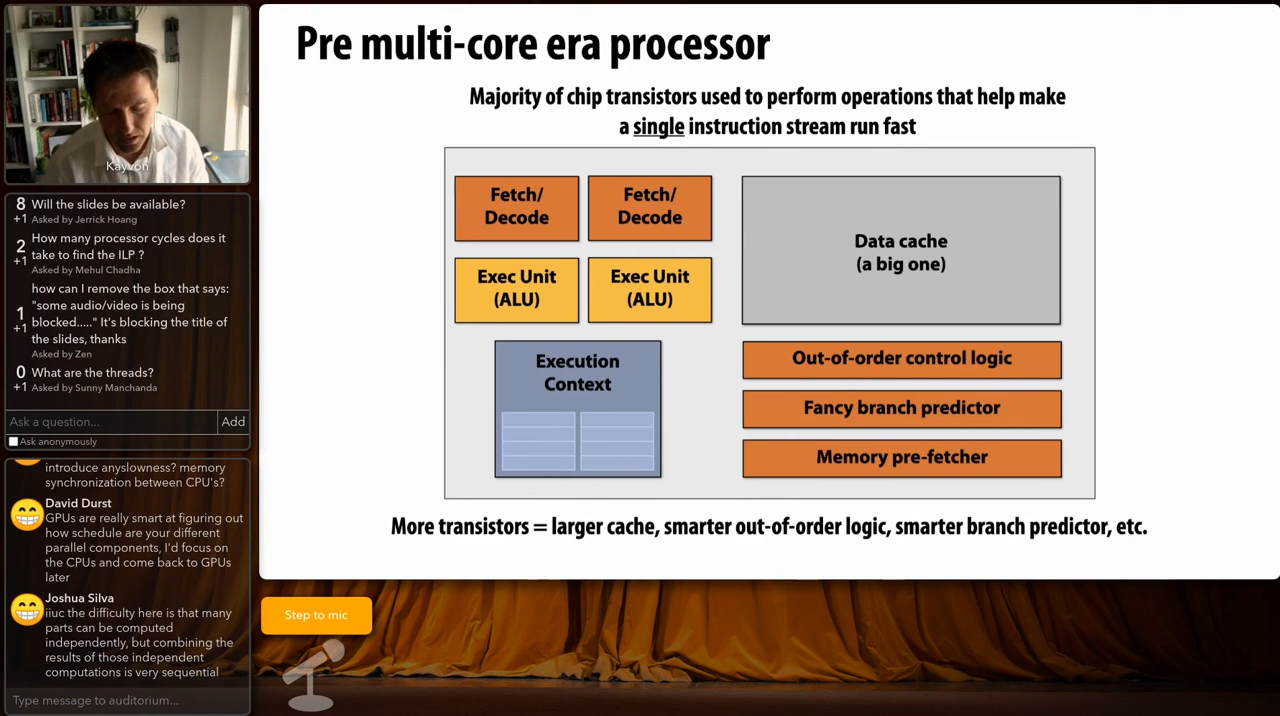 Kayvon
8 Will the slides be available?
+1 Asked by Jerrick Hoang
2 How many processor cycles does it
+1 take to find the ILP ?
Asked by Mehul Chadha
how can I remove the box that says:
1 "some audio/video is being
+1 blocked....." It's blocking the title of
the slides, thanks
Asked by Zen
0 What are the threads?
+1 Asked by Sunny Manchanda
Ask a question...
Add
Ask anonymously
introduce anyslowness? memory
synchronization between CPU's?
David Durst
GPUs are really smart at figuring out
how schedule are your different
parallel components, I'd focus on
the CPUs and come back to GPUs
later
Joshua Silva
iiuc the difficulty here is that many
parts can be computed
independently, but combining the
results of those independent
computations is very sequential
Type message to auditorium...
Pre multi-core era processor
Majority of chip transistors used to perform operations that help make
a single instruction stream run fast
Fetch/
Decode
Fetch/
Decode
Exec Unit
(ALU)
Exec Unit
(ALU)
Execution
Context
Data cache
(a big one)
Out-of-order control logic
Fancy branch predictor
Memory pre-fetcher
More transistors = larger cache, smarter out-of-order logic, smarter branch predictor, etc.
Step to mic